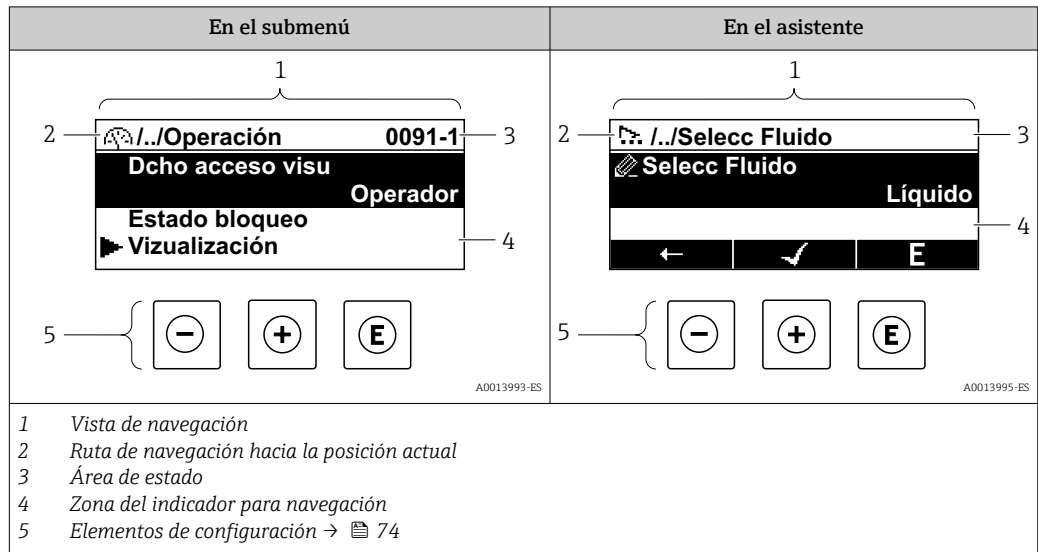 En el submenú
En el asistente
1
2
/../Operación 0091-1
3
Dcho acceso visu
Operador
Estado bloqueo
Vizualización
4
5
- + E
A0013993-ES
1
2
/../Selecc Fluido
3
Selecc Fluido
Líquido
4
← ✓ E
5
- + E
A0013995-ES
1 Vista de navegación
2 Ruta de navegación hacia la posición actual
3 Área de estado
4 Zona del indicador para navegación
5 Elementos de configuración → 74